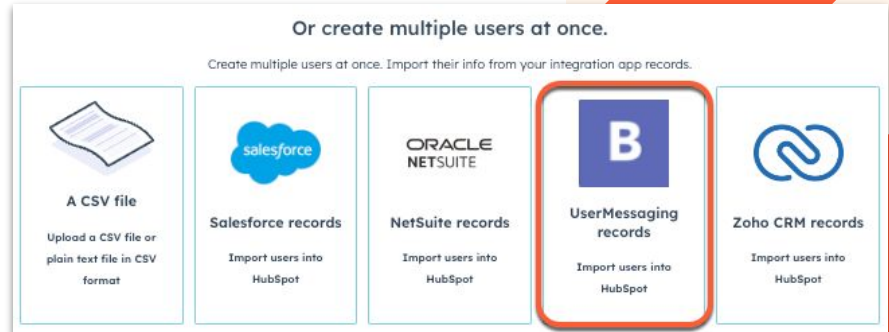 Or create multiple users at once.
Create multiple users at once. Import their info from your integration app records.
A CSV file
Upload a CSV file or
plain text file in CSV
format
salesforce
Salesforce records
Import users into
HubSpot
ORACLE
NETSUITE
NetSuite records
Import users into
HubSpot
B
UserMessaging
records
Import users into
HubSpot
Zoho CRM records
Import users into
HubSpot